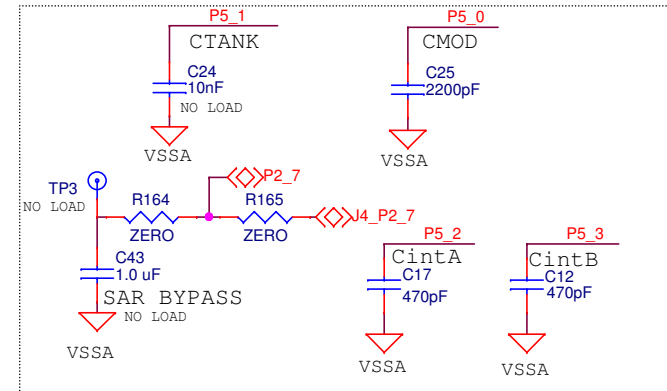 P5_1
CTANK
C24
10nF
NO LOAD
VSSA
P5_0
CMOD
C25
2200pF
VSSA
TP3
NO LOAD
P2_7
R164
ZERO
R165
ZERO
J4_P2_7
C43
1.0 uF
SAR BYPASS
NO LOAD
VSSA
P5_2
CintA
C17
470pF
VSSA
P5_3
CintB
C12
470pF
VSSA